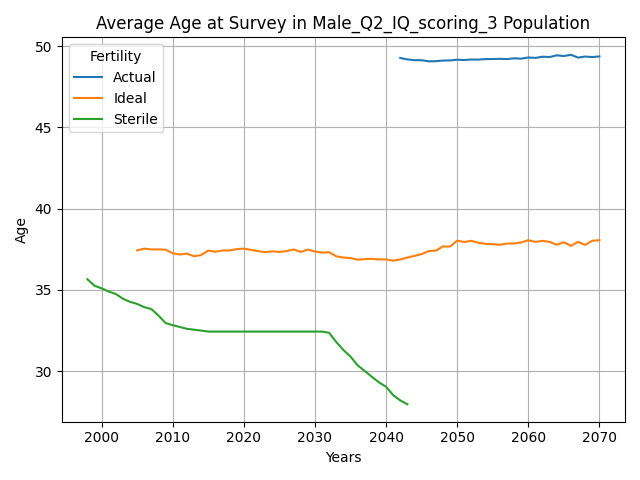 Average Age at Survey in Male_Q2_IQ_scoring_3 Population
Fertility
Actual
Ideal
Sterile
Age
50
45
40
35
30
2000 2010 2020 2030 2040 2050 2060 2070
Years